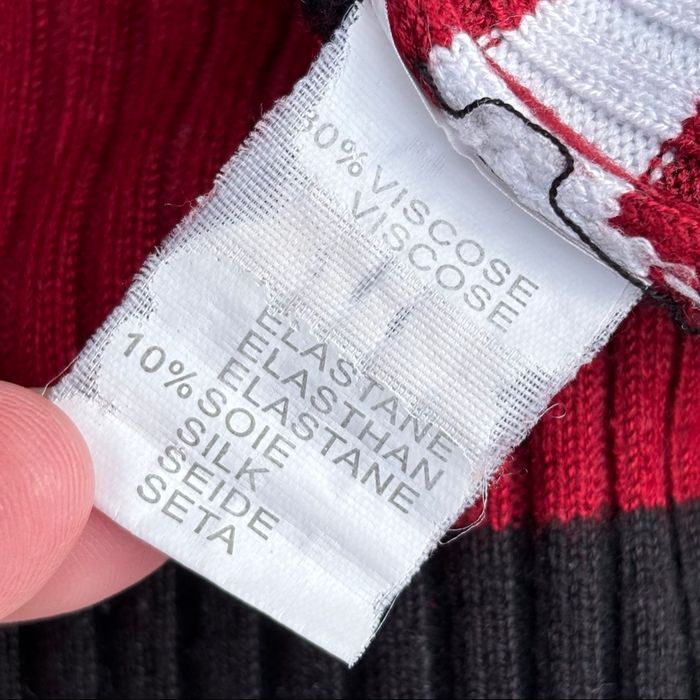 80% VISCOSE
VISCOSE
ELASTANE
ELASTHAN
ELASTANE
10% SOIE
SILK
SEIDE
SETA